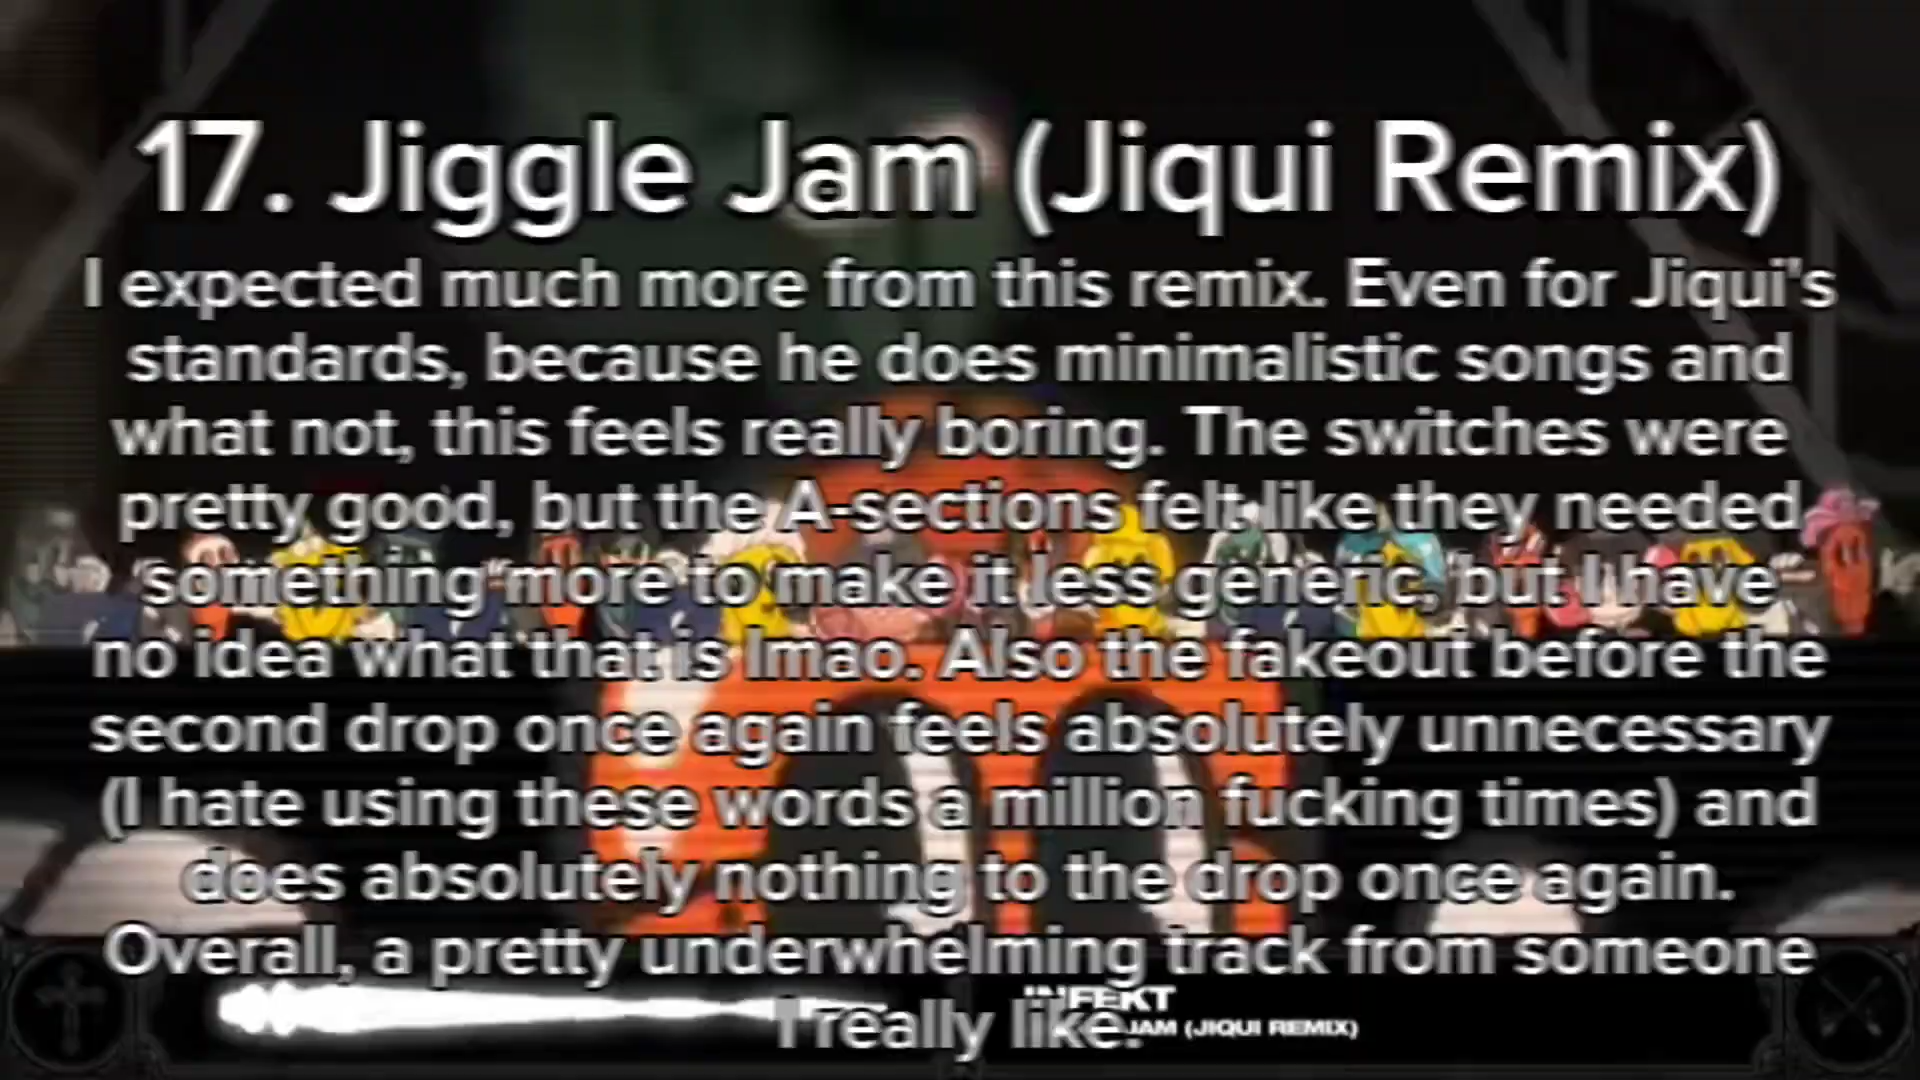 17. Jiggle Jam (Jiqui Remix)
I expected much more from this remix. Even for Jiqui's
standards, because he does minimalistic songs and
what not, this feels really boring. The switches were
pretty good, but the A-sections felt like they needed
something more to make it less generic, but I have
no idea what that is lmao. Also the fakeout before the
second drop once again feels absolutely unnecessary
(I hate using these words a million fucking times) and
does absolutely nothing to the drop once again.
Overall, a pretty underwhelming track from someone
I really like.
INFEKT
JAM (JIQUI REMIX)